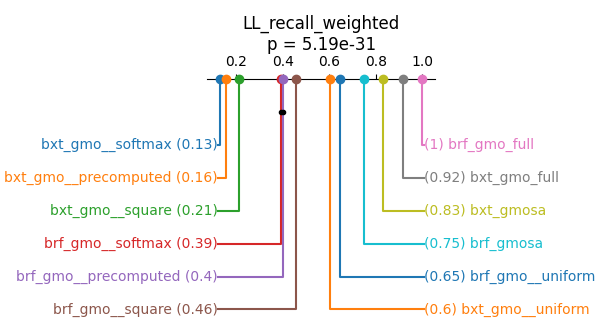 LL_recall_weighted
p = 5.19e-31
0.2 0.4 0.6 0.8 1.0
bxt_gmo__softmax (0.13) (1) brf_gmo_full
bxt_gmo__precomputed (0.16) (0.92) bxt_gmo_full
bxt_gmo__square (0.21) (0.83) bxt_gmosa
brf_gmo__softmax (0.39) (0.75) brf_gmosa
brf_gmo__precomputed (0.4) (0.65) brf_gmo__uniform
brf_gmo__square (0.46) (0.6) bxt_gmo__uniform